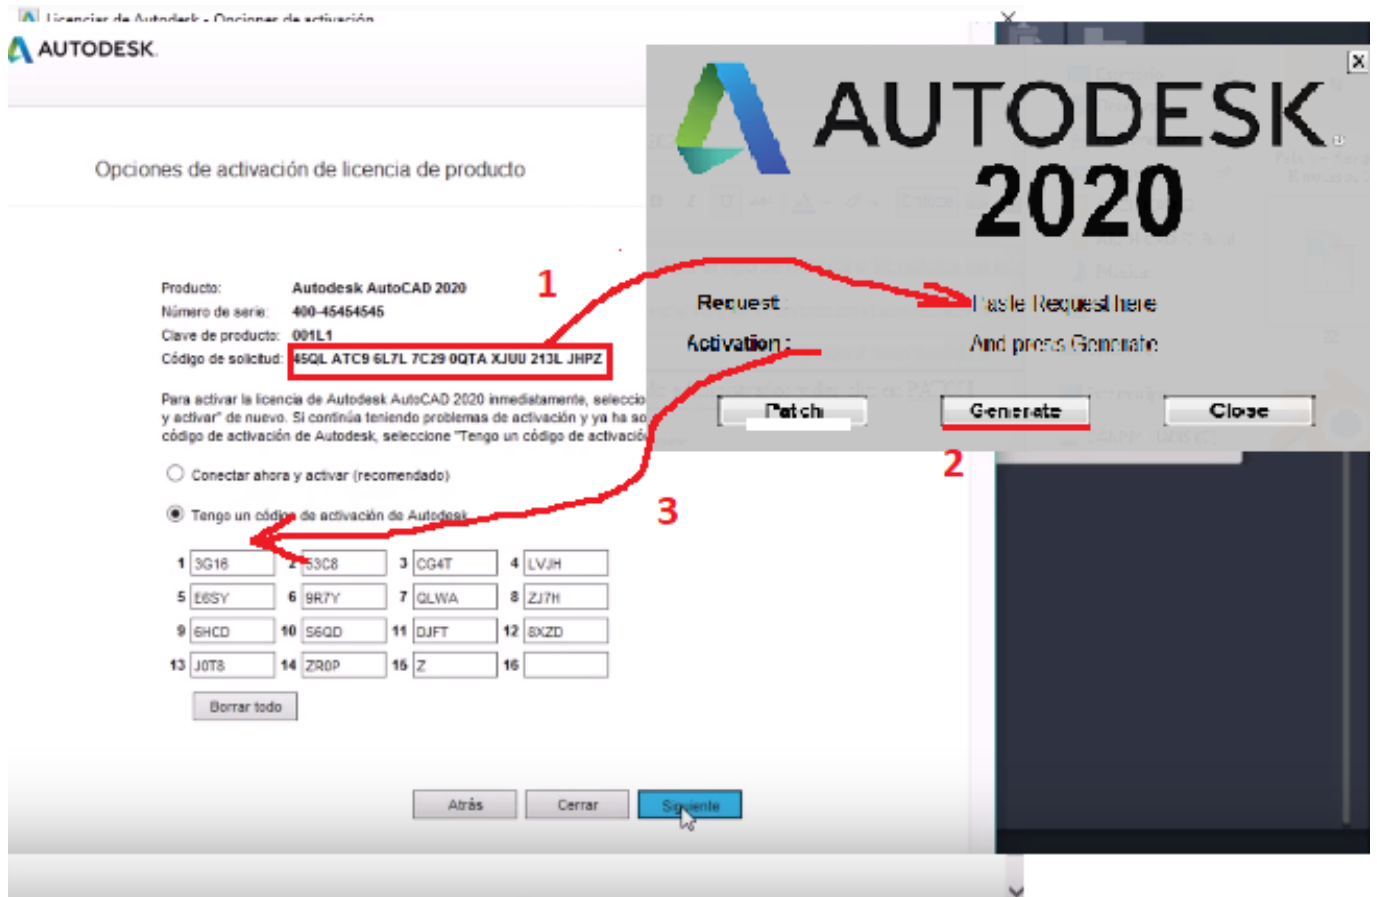 Licencias de Autodesk - Opciones de activación
AUTODESK.
AUTODESK
2020
Opciones de activación de licencia de producto
1
Producto: Autodesk AutoCAD 2020
Número de serie: 400-45454545
Clave de producto: 001L1
Código de solicitud: 45QL ATC9 6L7L 7C29 0QTA XJUU 213L JHPZ
Request :
Paste Request here
Activation :
And press Generate
Patch
Generate
Close
2
Para activar la licencia de Autodesk AutoCAD 2020 inmediatamente, seleccio
y activar" de nuevo. Si continúa teniendo problemas de activación y ya ha so
código de activación de Autodesk, seleccione "Tengo un código de activació
Conectar ahora y activar (recomendado)
3
Tengo un código de activación de Autodesk
1 3G16 2 53C8 3 CG4T 4 LVJH
5 E6SY 6 9R7Y 7 QLWA 8 ZJ7H
9 6HCD 10 S6QD 11 DJFT 12 8XZD
13 J0T8 14 ZR0P 15 Z 16
Borrar todo
Atrás
Cerrar
Siguiente